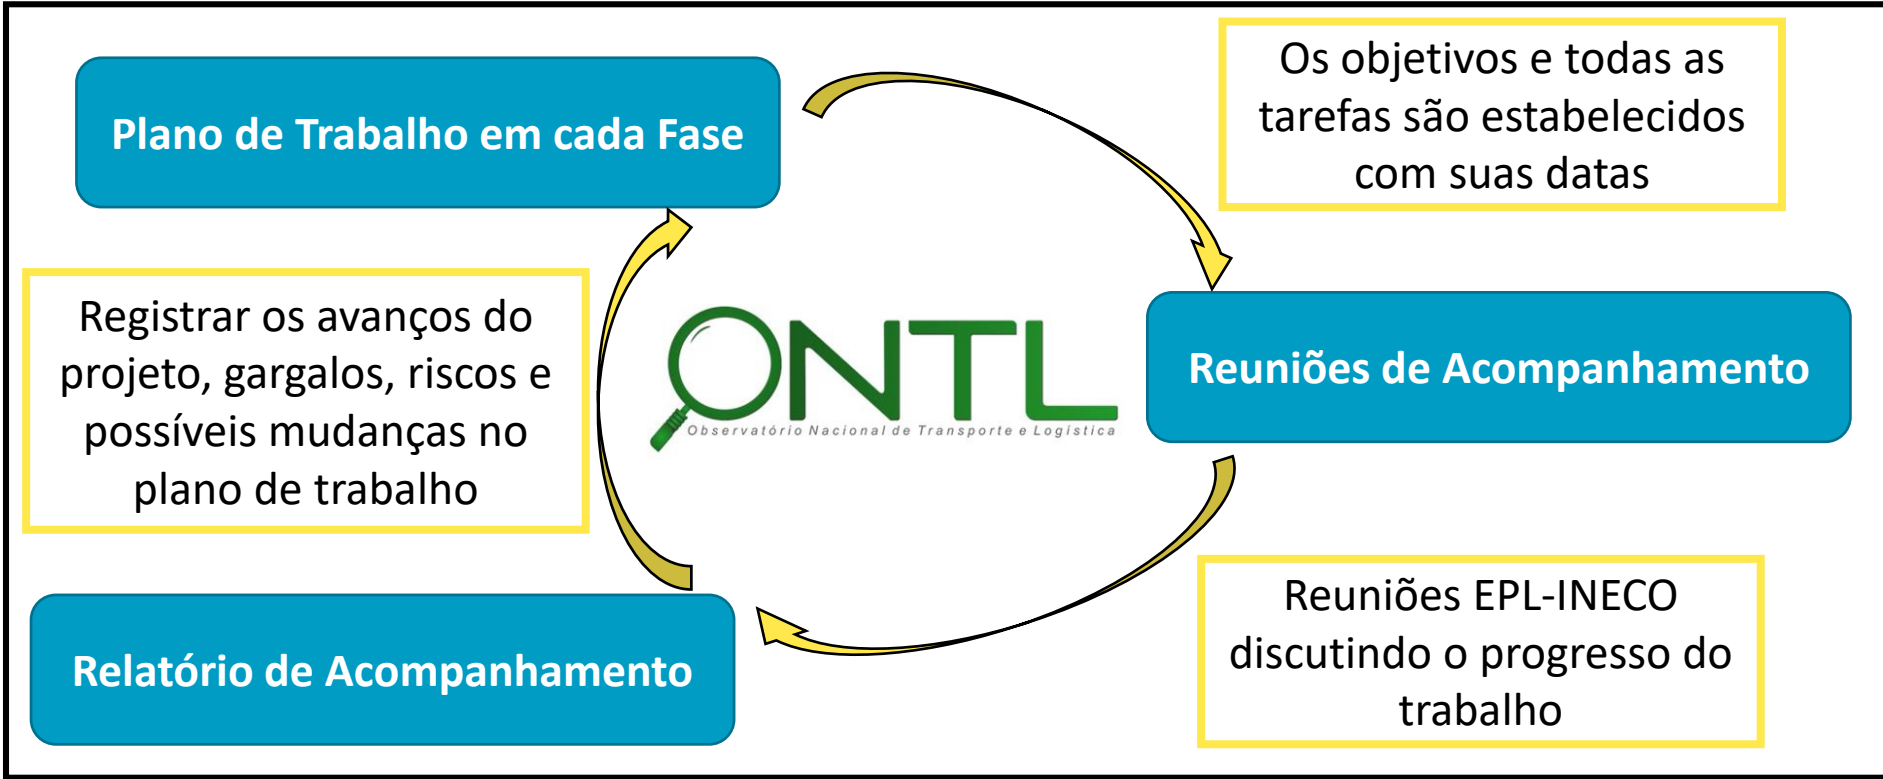 Plano de Trabalho em cada Fase
Os objetivos e todas as
tarefas são estabelecidos
com suas datas
Registrar os avanços do
projeto, gargalos, riscos e
possíveis mudanças no
plano de trabalho
ONTL
Observatório Nacional de Transporte e Logística
Reuniões de Acompanhamento
Relatório de Acompanhamento
Reuniões EPL-INECO
discutindo o progresso do
trabalho